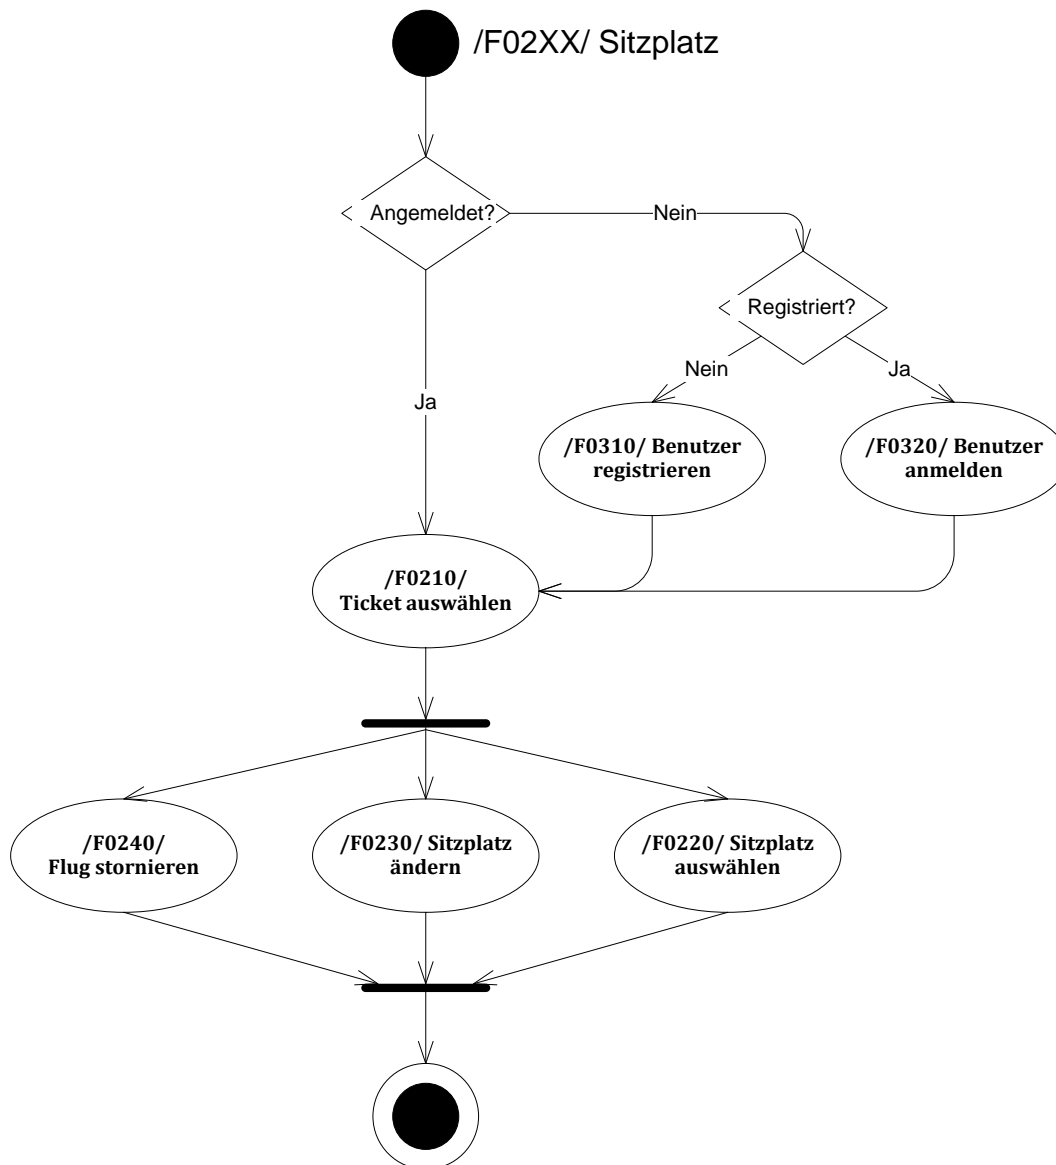 /F02XX/ Sitzplatz
Angemeldet?
Nein
Registriert?
Nein
Ja
Ja
/F0310/ Benutzer
registrieren
/F0320/ Benutzer
anmelden
/F0210/
Ticket auswählen
/F0240/
Flug stornieren
/F0230/ Sitzplatz
ändern
/F0220/ Sitzplatz
auswählen